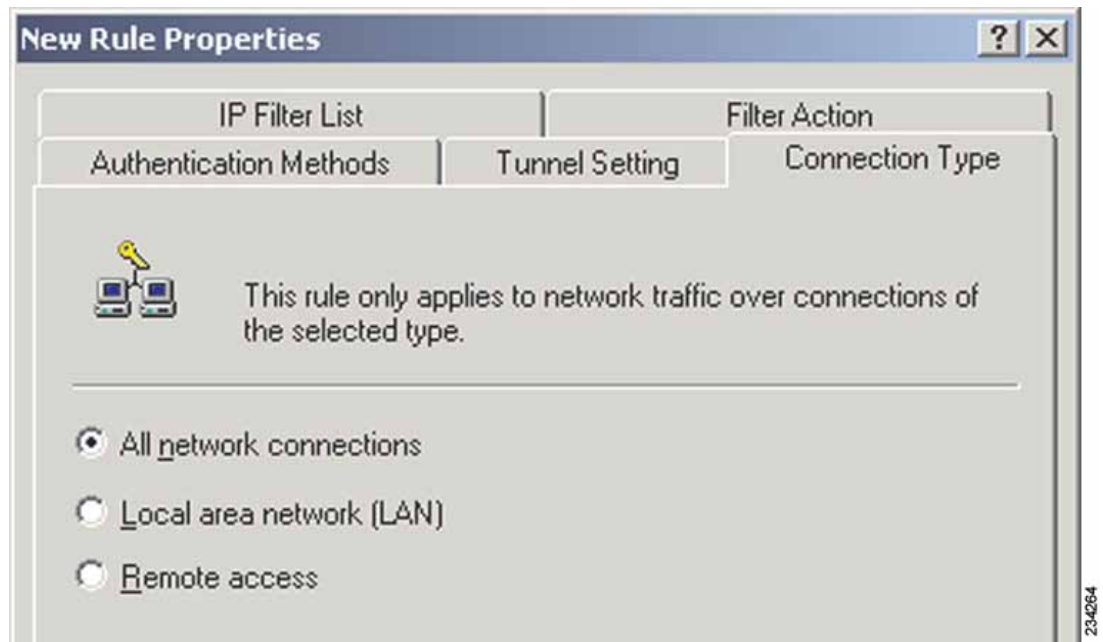 New Rule Properties
IP Filter List
Filter Action
Authentication Methods
Tunnel Setting
Connection Type
This rule only applies to network traffic over connections of
the selected type.
All network connections
Local area network (LAN)
Remote access
234264